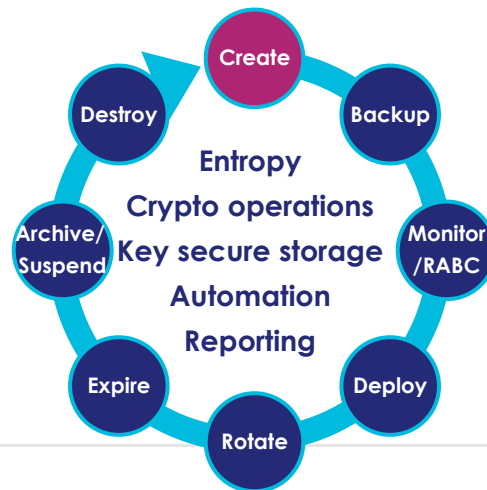 Create
Backup
Monitor
/RABC
Deploy
Rotate
Expire
Archive/
Suspend
Destroy
Entropy
Crypto operations
Key secure storage
Automation
Reporting